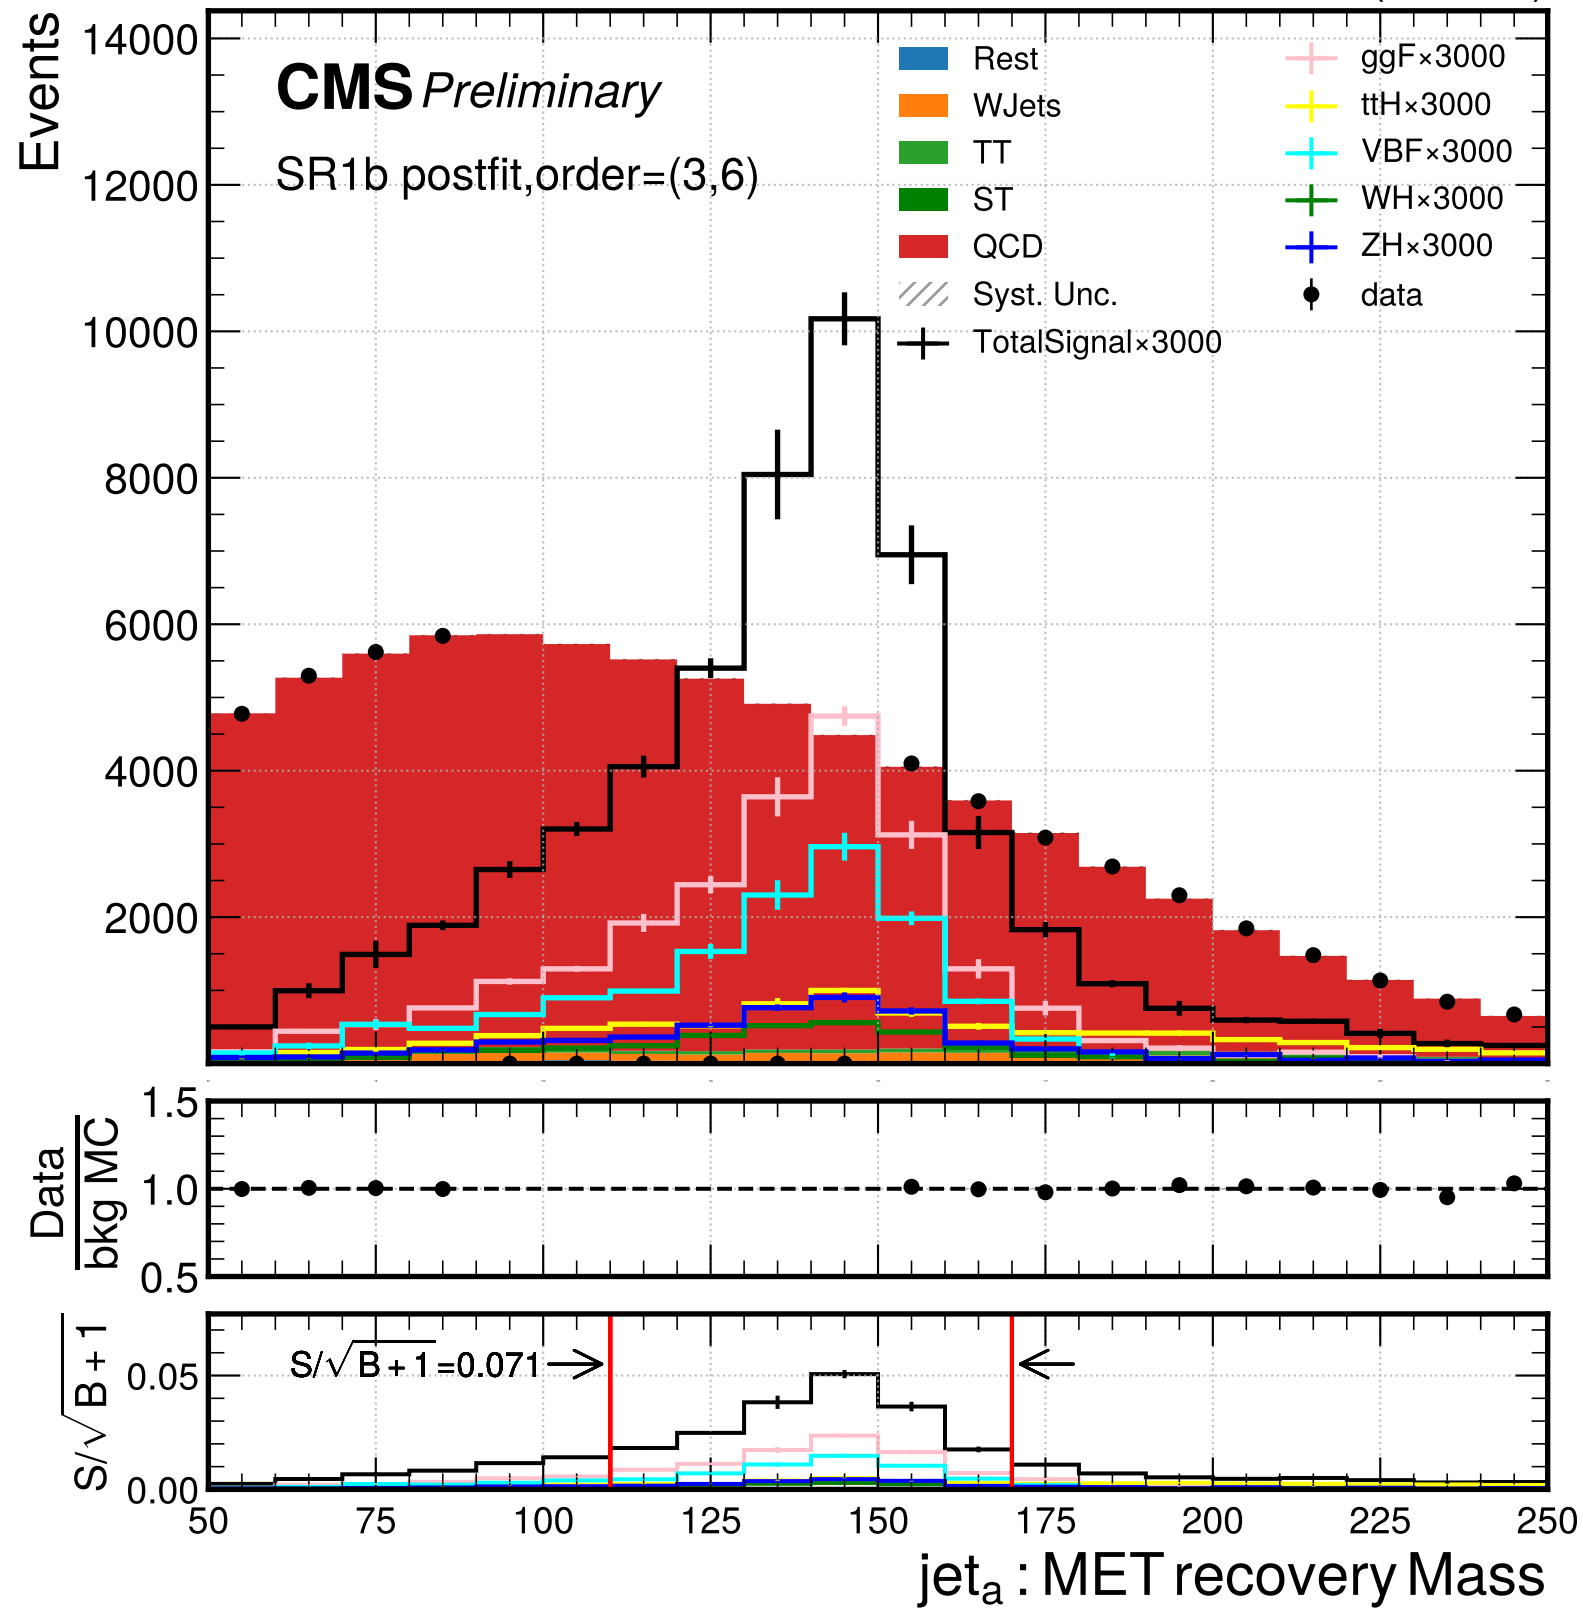 Events
14000
12000
10000
8000
6000
4000
2000
CMS Preliminary
SR1b postfit,order=(3,6)
Rest
WJets
TT
ST
QCD
Syst. Unc.
TotalSignal×3000
ggF×3000
ttH×3000
VBF×3000
WH×3000
ZH×3000
data
Data
bkg MC
1.5
1.0
0.5
S/√B+1
0.05
0.00
S/√B+1=0.071
50 75 100 125 150 175 200 225 250
jetₐ : MET recovery Mass